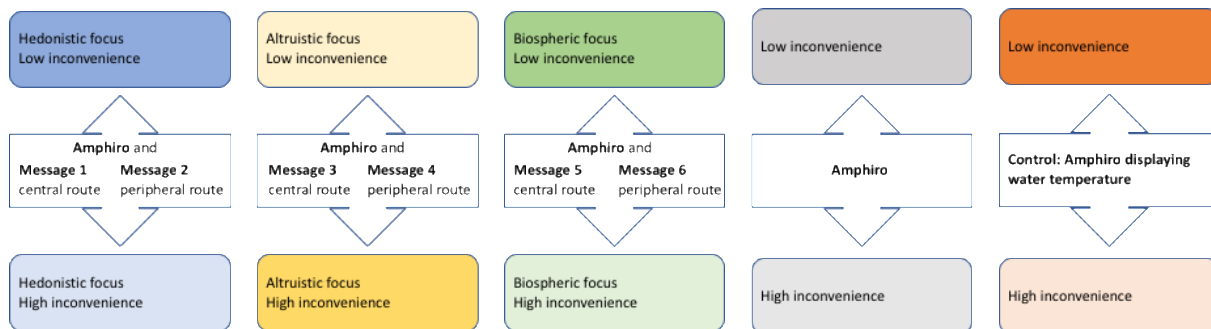 Hedonistic focus
Low inconvenience
Altruistic focus
Low inconvenience
Biospheric focus
Low inconvenience
Low inconvenience
Low inconvenience
Amphiro and
Message 1 Message 2
central route peripheral route
Amphiro and
Message 3 Message 4
central route peripheral route
Amphiro and
Message 5 Message 6
central route peripheral route
Amphiro
Control: Amphiro displaying
water temperature
Hedonistic focus
High inconvenience
Altruistic focus
High inconvenience
Biospheric focus
High inconvenience
High inconvenience
High inconvenience